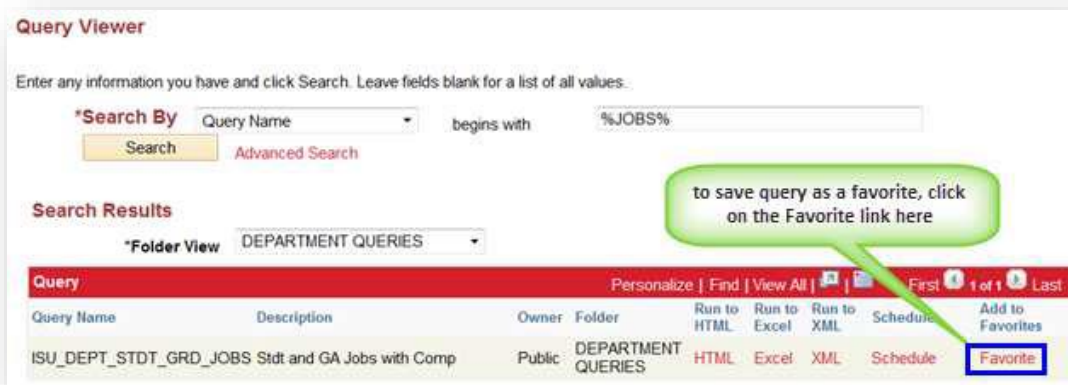 Query Viewer
Enter any information you have and click Search. Leave fields blank for a list of all values.
*Search By Query Name begins with %JOBS%
Search Advanced Search
to save query as a favorite, click
on the Favorite link here
Search Results
*Folder View DEPARTMENT QUERIES
Query Personalize | Find | View All | | First 1 of 1 Last
Query Name Description Owner Folder Run to HTML Run to Excel Run to XML Schedule Add to Favorites
ISU_DEPT_STDT_GRD_JOBS Stdt and GA Jobs with Comp Public DEPARTMENT QUERIES HTML Excel XML Schedule Favorite